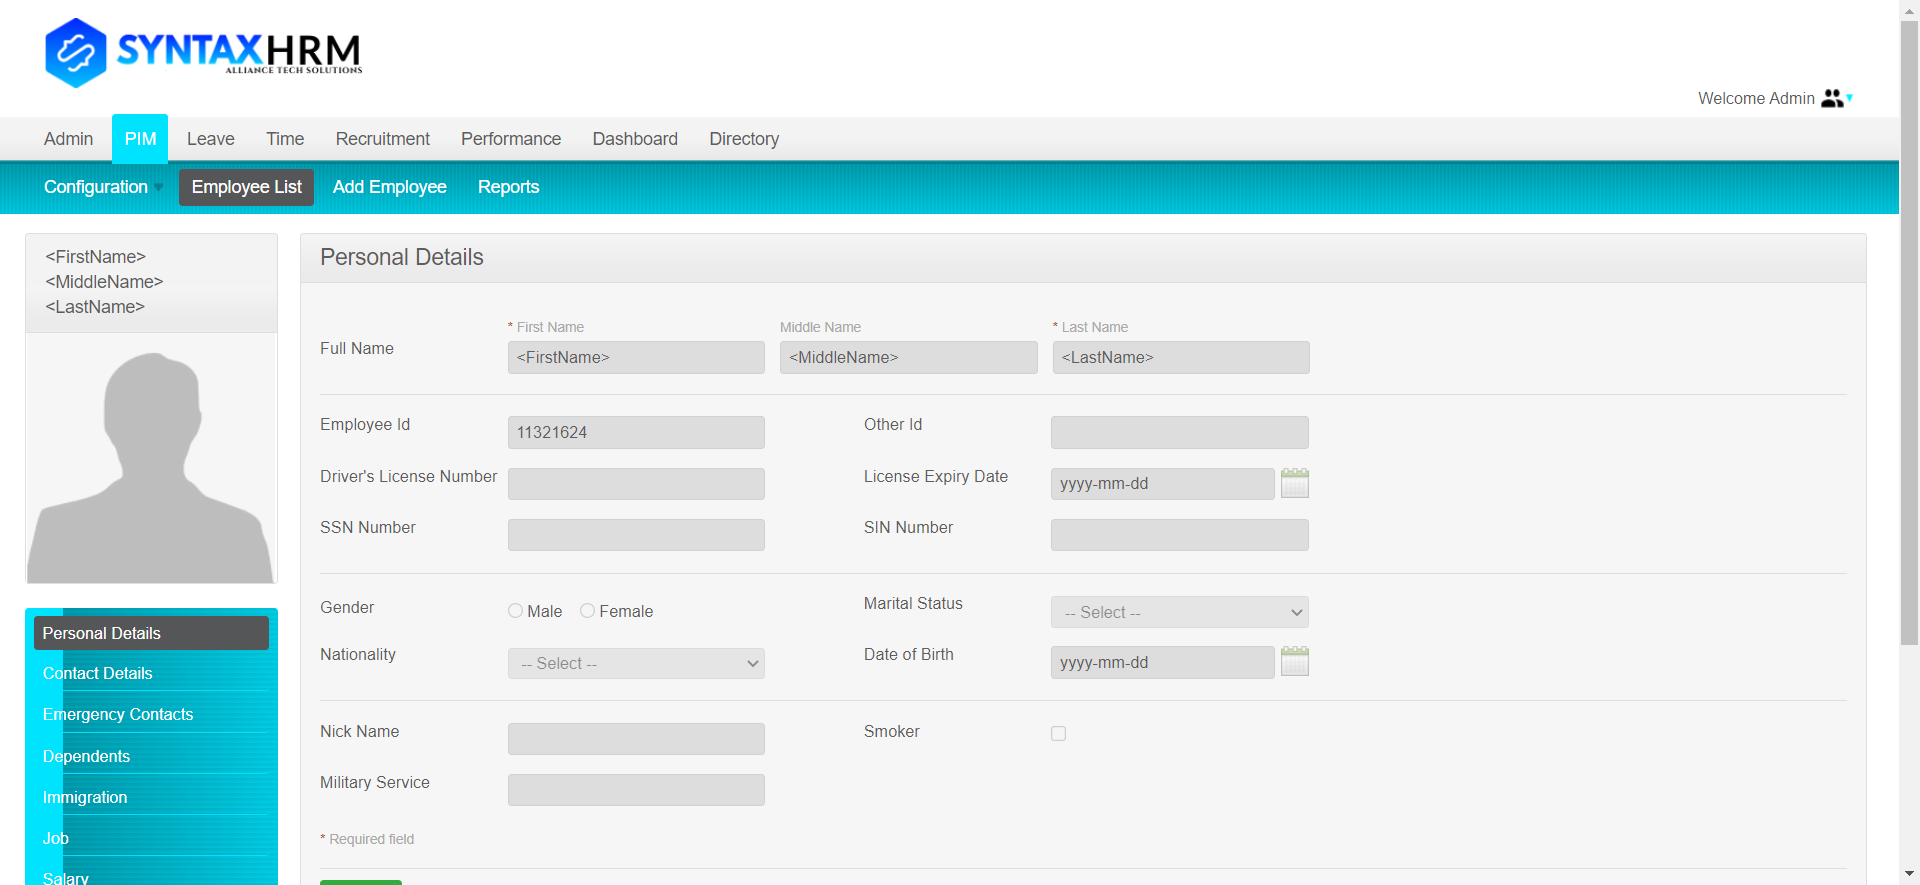 SYNTAXHRM
ALLIANCE TECH SOLUTIONS
Welcome Admin
Admin PIM Leave Time Recruitment Performance Dashboard Directory
Configuration Employee List Add Employee Reports
<FirstName>
<MiddleName>
<LastName>
Personal Details
* First Name Middle Name * Last Name
Full Name <FirstName> <MiddleName> <LastName>
Employee Id 11321624 Other Id
Driver's License Number License Expiry Date yyyy-mm-dd
SSN Number SIN Number
Gender Male Female Marital Status -- Select --
Nationality -- Select -- Date of Birth yyyy-mm-dd
Nick Name Smoker
Military Service
* Required field
Personal Details
Contact Details
Emergency Contacts
Dependents
Immigration
Job
Salary